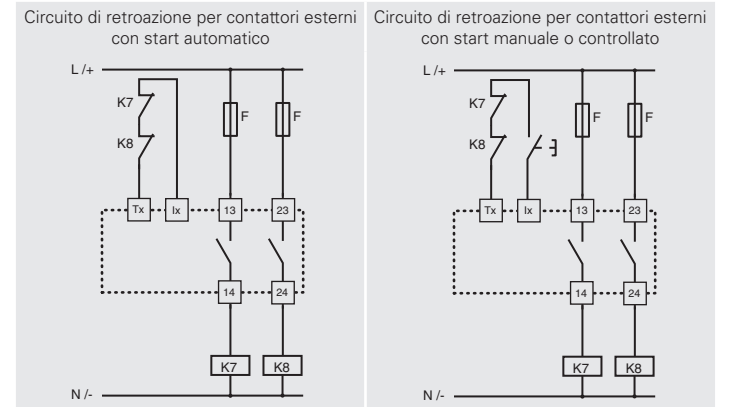 Circuito di retroazione per contattori esterni
con start automatico
L /+
K7
K8
F
F
Tx
Ix
13
23
14
24
K7
K8
N /-
Circuito di retroazione per contattori esterni
con start manuale o controllato
L /+
K7
K8
F
F
Tx
Ix
13
23
14
24
K7
K8
N /-